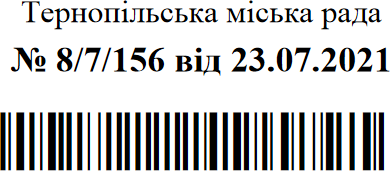 Тернопільська міська рада
№ 8/7/156 від 23.07.2021